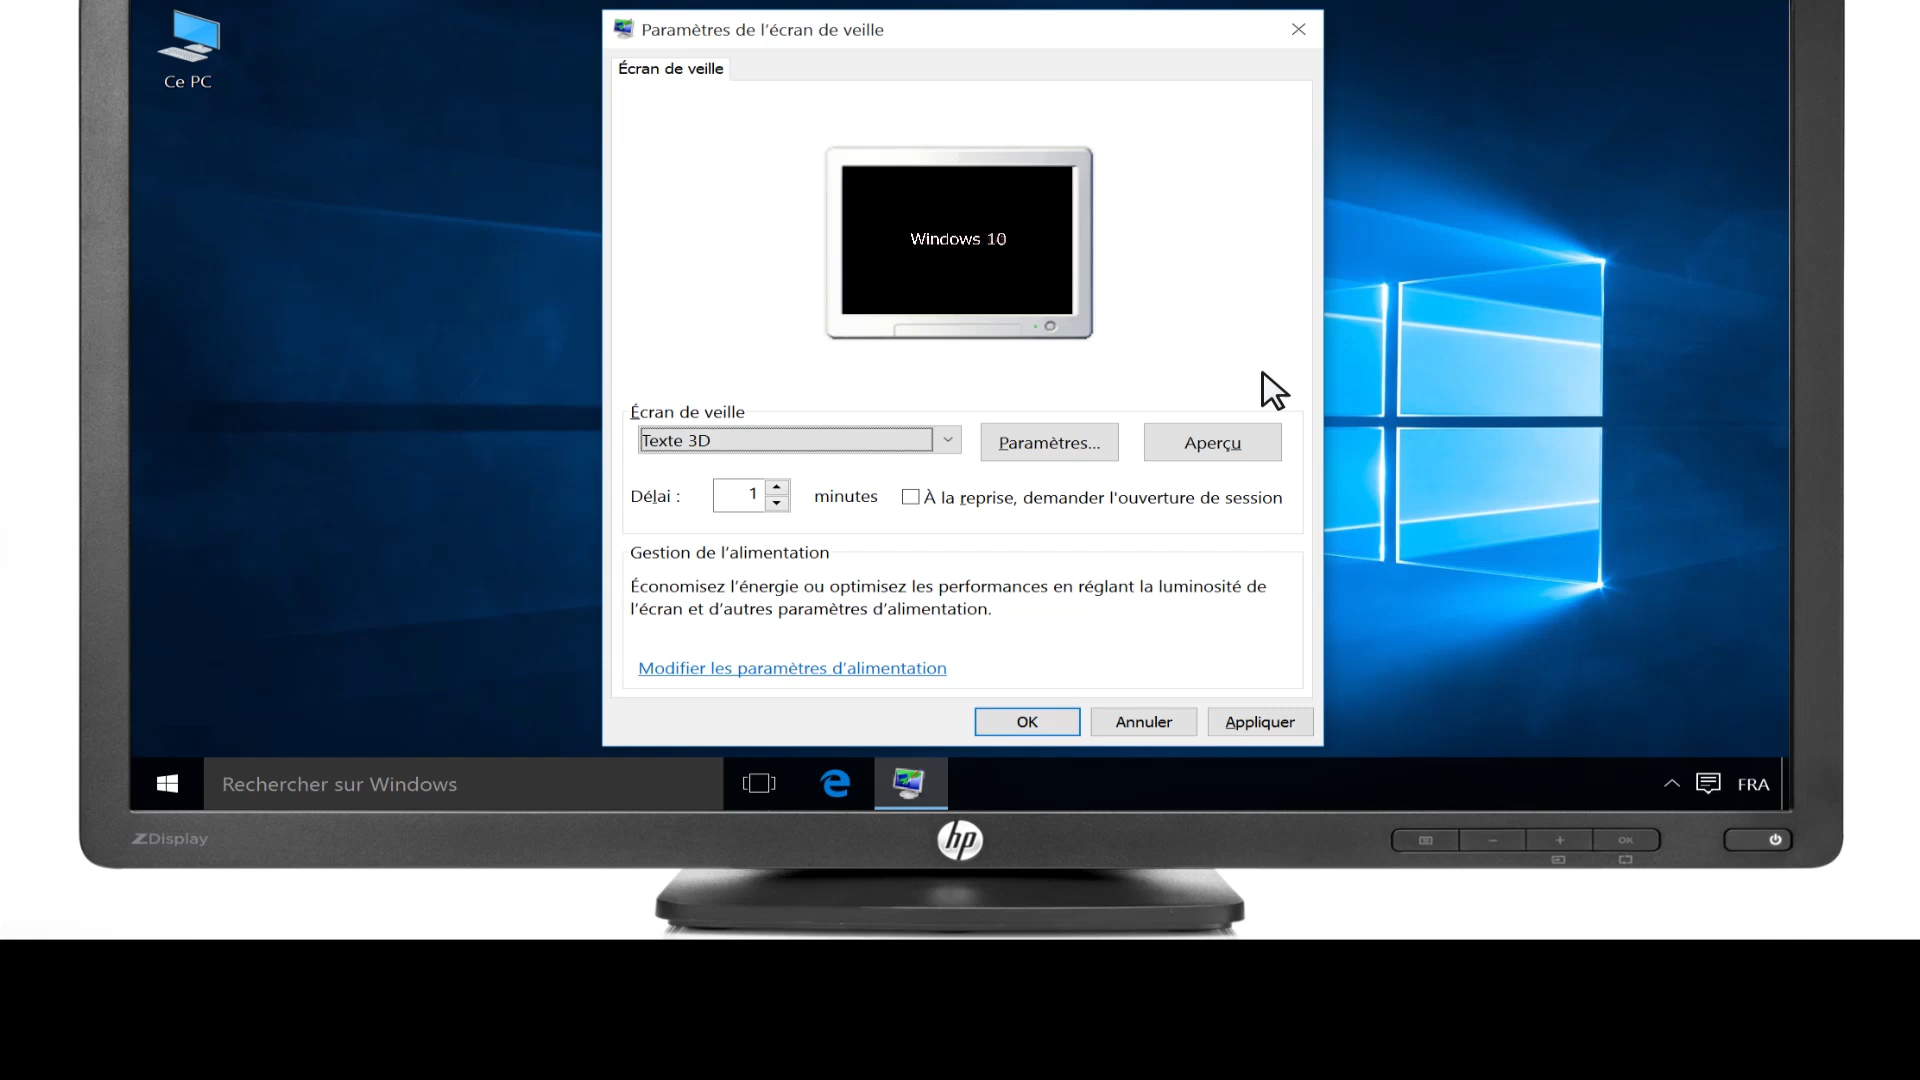 Ce PC
Paramètres de l'écran de veille
Écran de veille
Windows 10
Écran de veille
Texte 3D
Paramètres...
Aperçu
Délai :
1
minutes
À la reprise, demander l'ouverture de session
Gestion de l'alimentation
Économisez l'énergie ou optimisez les performances en réglant la luminosité de
l'écran et d'autres paramètres d'alimentation.
Modifier les paramètres d'alimentation
OK
Annuler
Appliquer
Rechercher sur Windows
FRA
ZDisplay
hp
OK